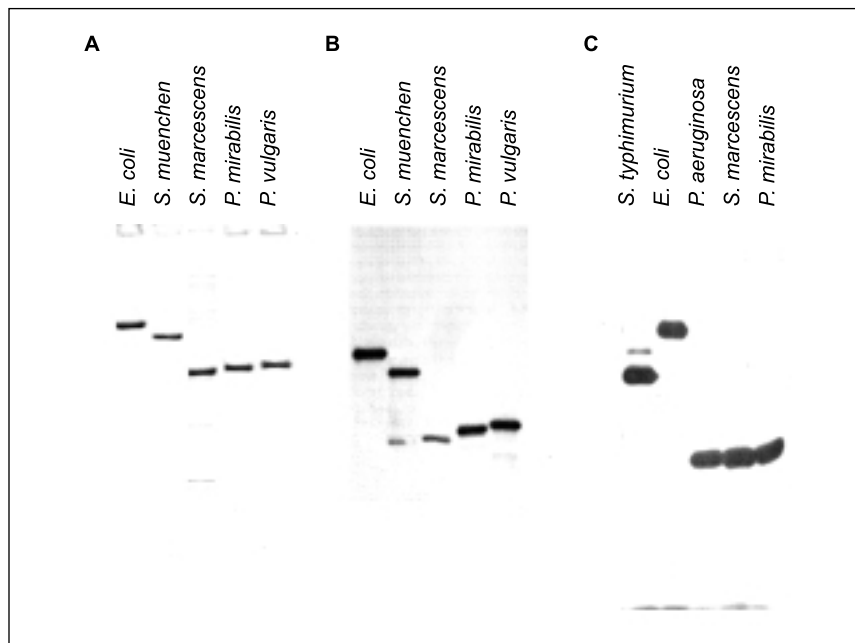 A
E. coli
S. muenchen
S. marcescens
P. mirabilis
P. vulgaris
B
E. coli
S. muenchen
S. marcescens
P. mirabilis
P. vulgaris
C
S. typhimurium
E. coli
P. aeruginosa
S. marcescens
P. mirabilis